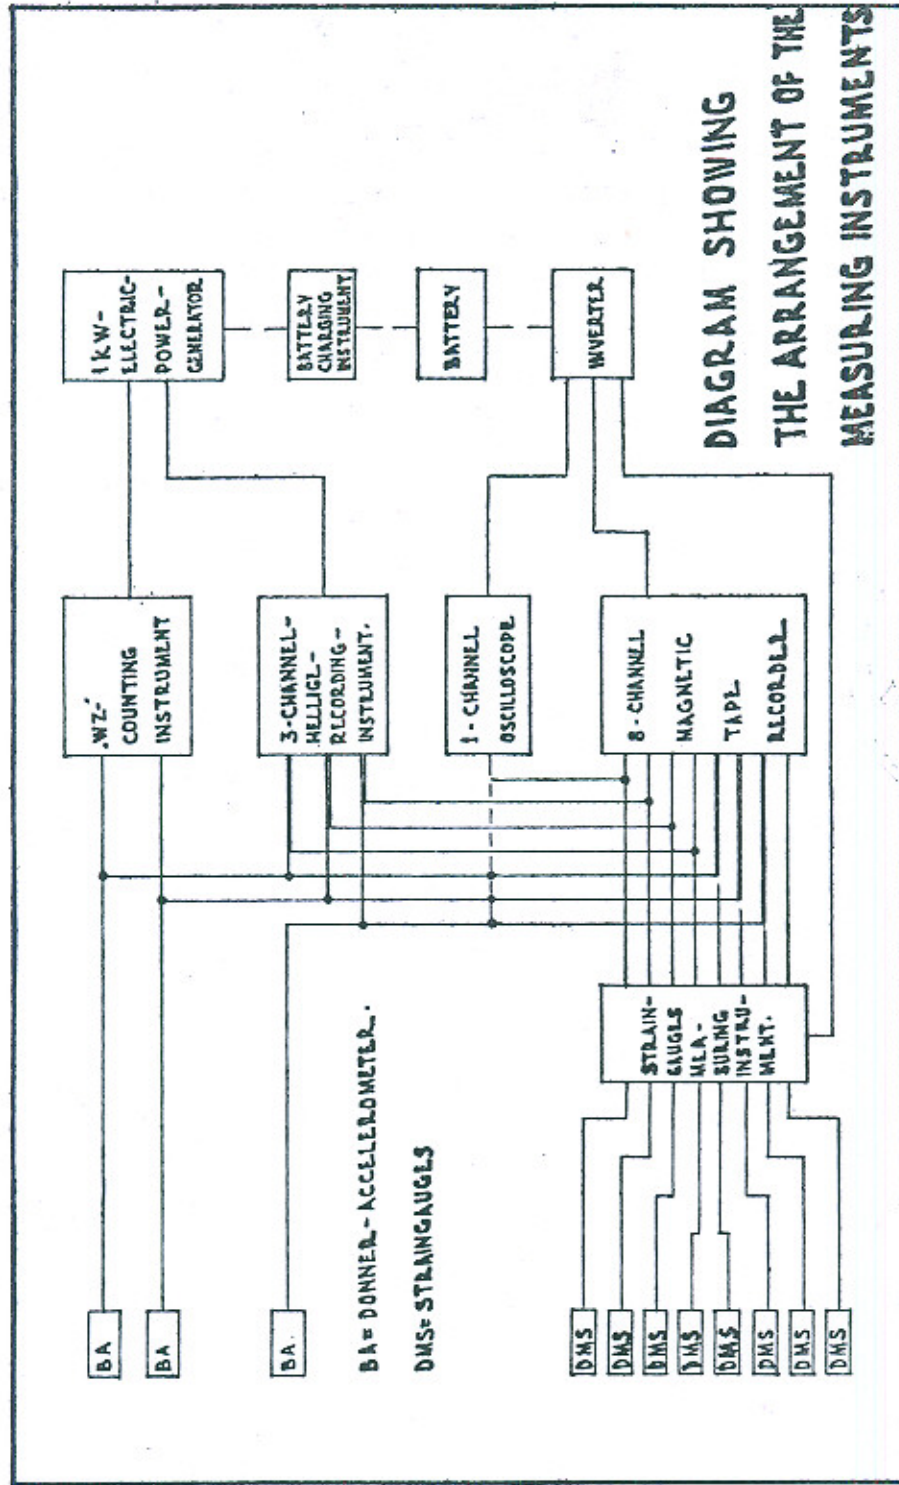 1 KW-
ELECTRIC-
POWER-
GENERATOR
BATTERY
CHARGING
INSTRUMENT
BATTERY
INVERTER
"WZ"-
COUNTING
INSTRUMENT
3-CHANNEL-
HELLIGE-
RECORDING-
INSTRUMENT.
1-CHANNEL
OSCILLOSCOPE
8-CHANNEL
MAGNETIC
TAPE
RECORDER
STRAIN-
GAUGES
MEA-
SURING
INSTRU-
MENT.
BA
BA
BA.
DMS
DMS
DMS
DMS
DMS
DMS
DMS
DMS
BA= DONNER-ACCELEROMETER.
DMS= STRAINGAUGES
DIAGRAM SHOWING
THE ARRANGEMENT OF THE
MEASURING INSTRUMENTS